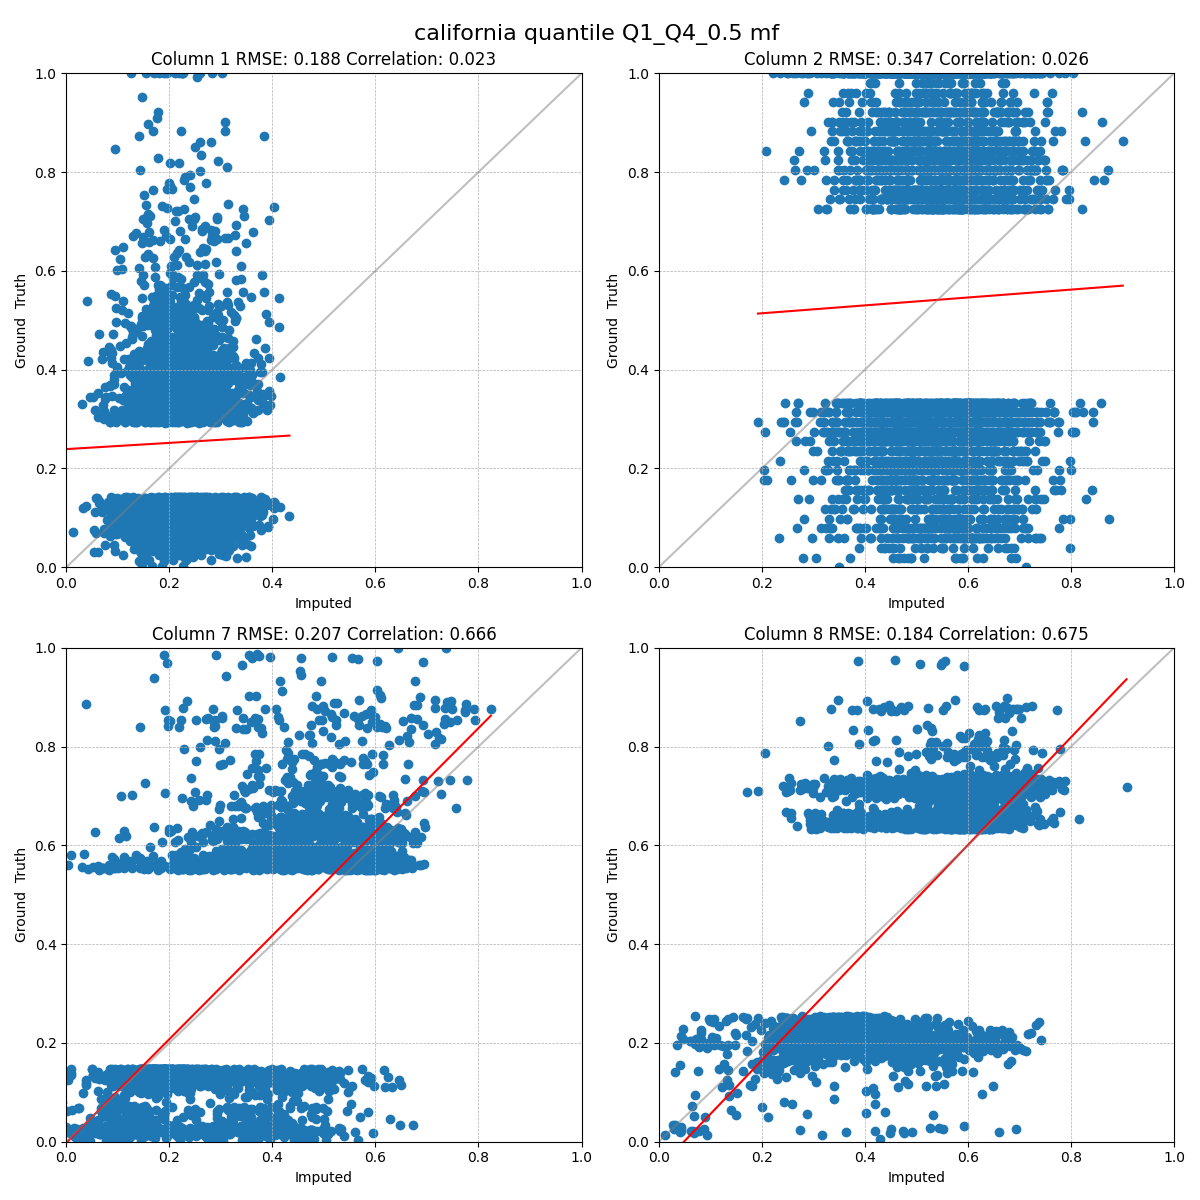 california quantile Q1_Q4_0.5 mf
Column 1 RMSE: 0.188 Correlation: 0.023
1.0
0.8
0.6
0.4
0.2
0.0
Ground Truth
0.0 0.2 0.4 0.6 0.8 1.0
Imputed
Column 2 RMSE: 0.347 Correlation: 0.026
1.0
0.8
0.6
0.4
0.2
0.0
Ground Truth
0.0 0.2 0.4 0.6 0.8 1.0
Imputed
Column 7 RMSE: 0.207 Correlation: 0.666
1.0
0.8
0.6
0.4
0.2
0.0
Ground Truth
0.0 0.2 0.4 0.6 0.8 1.0
Imputed
Column 8 RMSE: 0.184 Correlation: 0.675
1.0
0.8
0.6
0.4
0.2
0.0
Ground Truth
0.0 0.2 0.4 0.6 0.8 1.0
Imputed